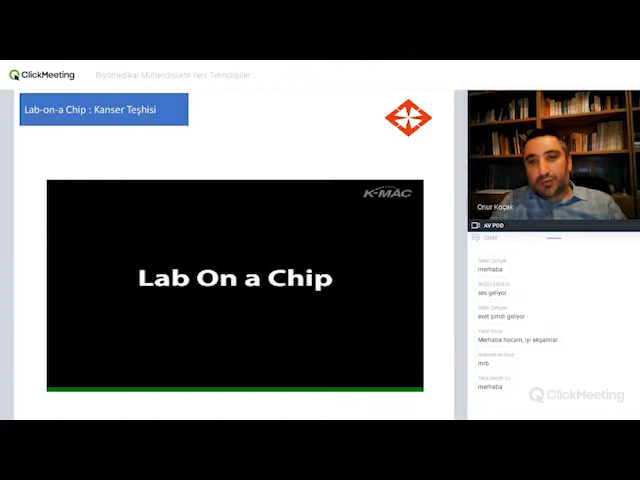 ClickMeeting
Biyomedikal Mühendislikte Yeni Teknolojiler
Lab-on-a Chip : Kanser Teşhisi
K-MAC
Lab On a Chip
Onur Koçak
AV POD
CHAT
merhaba
ses geliyor
evet şimdi geliyor
Merhaba hocam, iyi akşamlar
mrb
merhaba
ClickMeeting